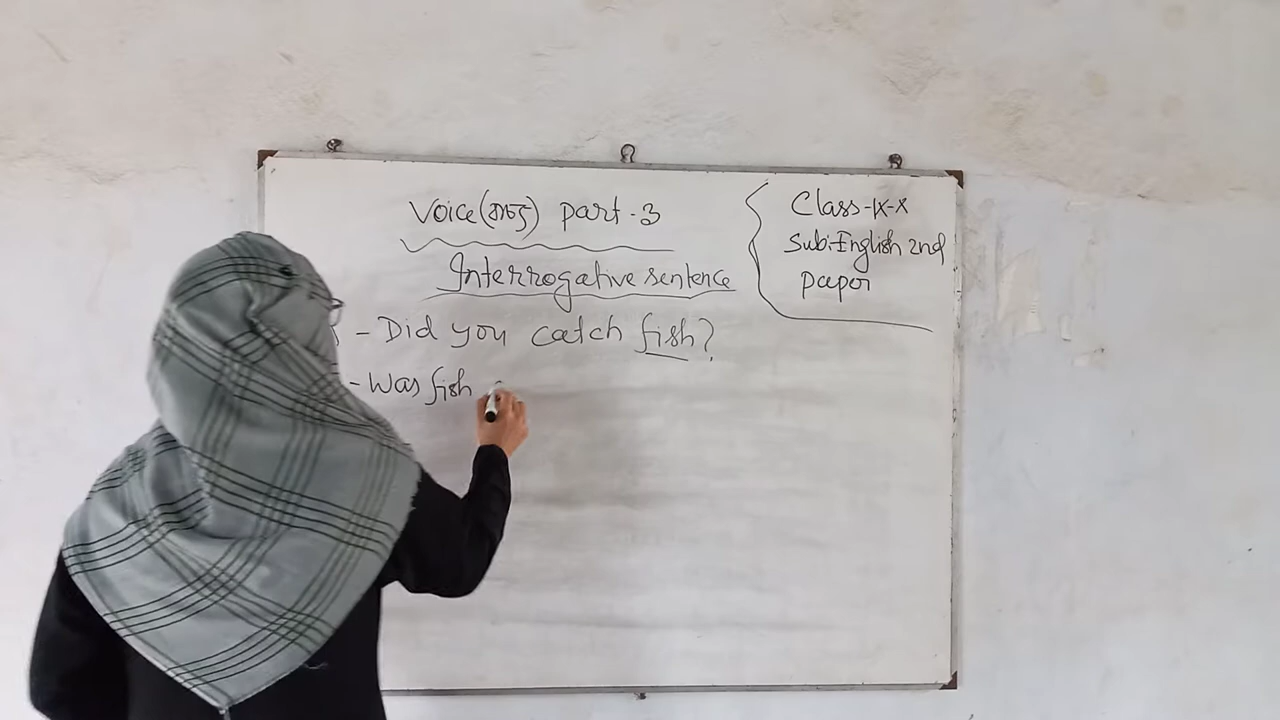 Voice(বাচ্য) part-3
Interrogative sentence
- Did you catch fish?
- Was fish
Class-IX-X
Sub:-English 2nd
paper